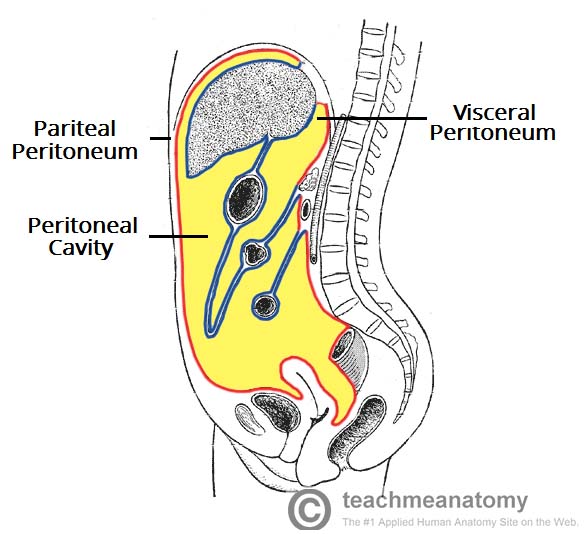 Pariteal
Peritoneum
Visceral
Peritoneum
Peritoneal
Cavity
© teachmeanatomy
The #1 Applied Human Anatomy Site on the Web.